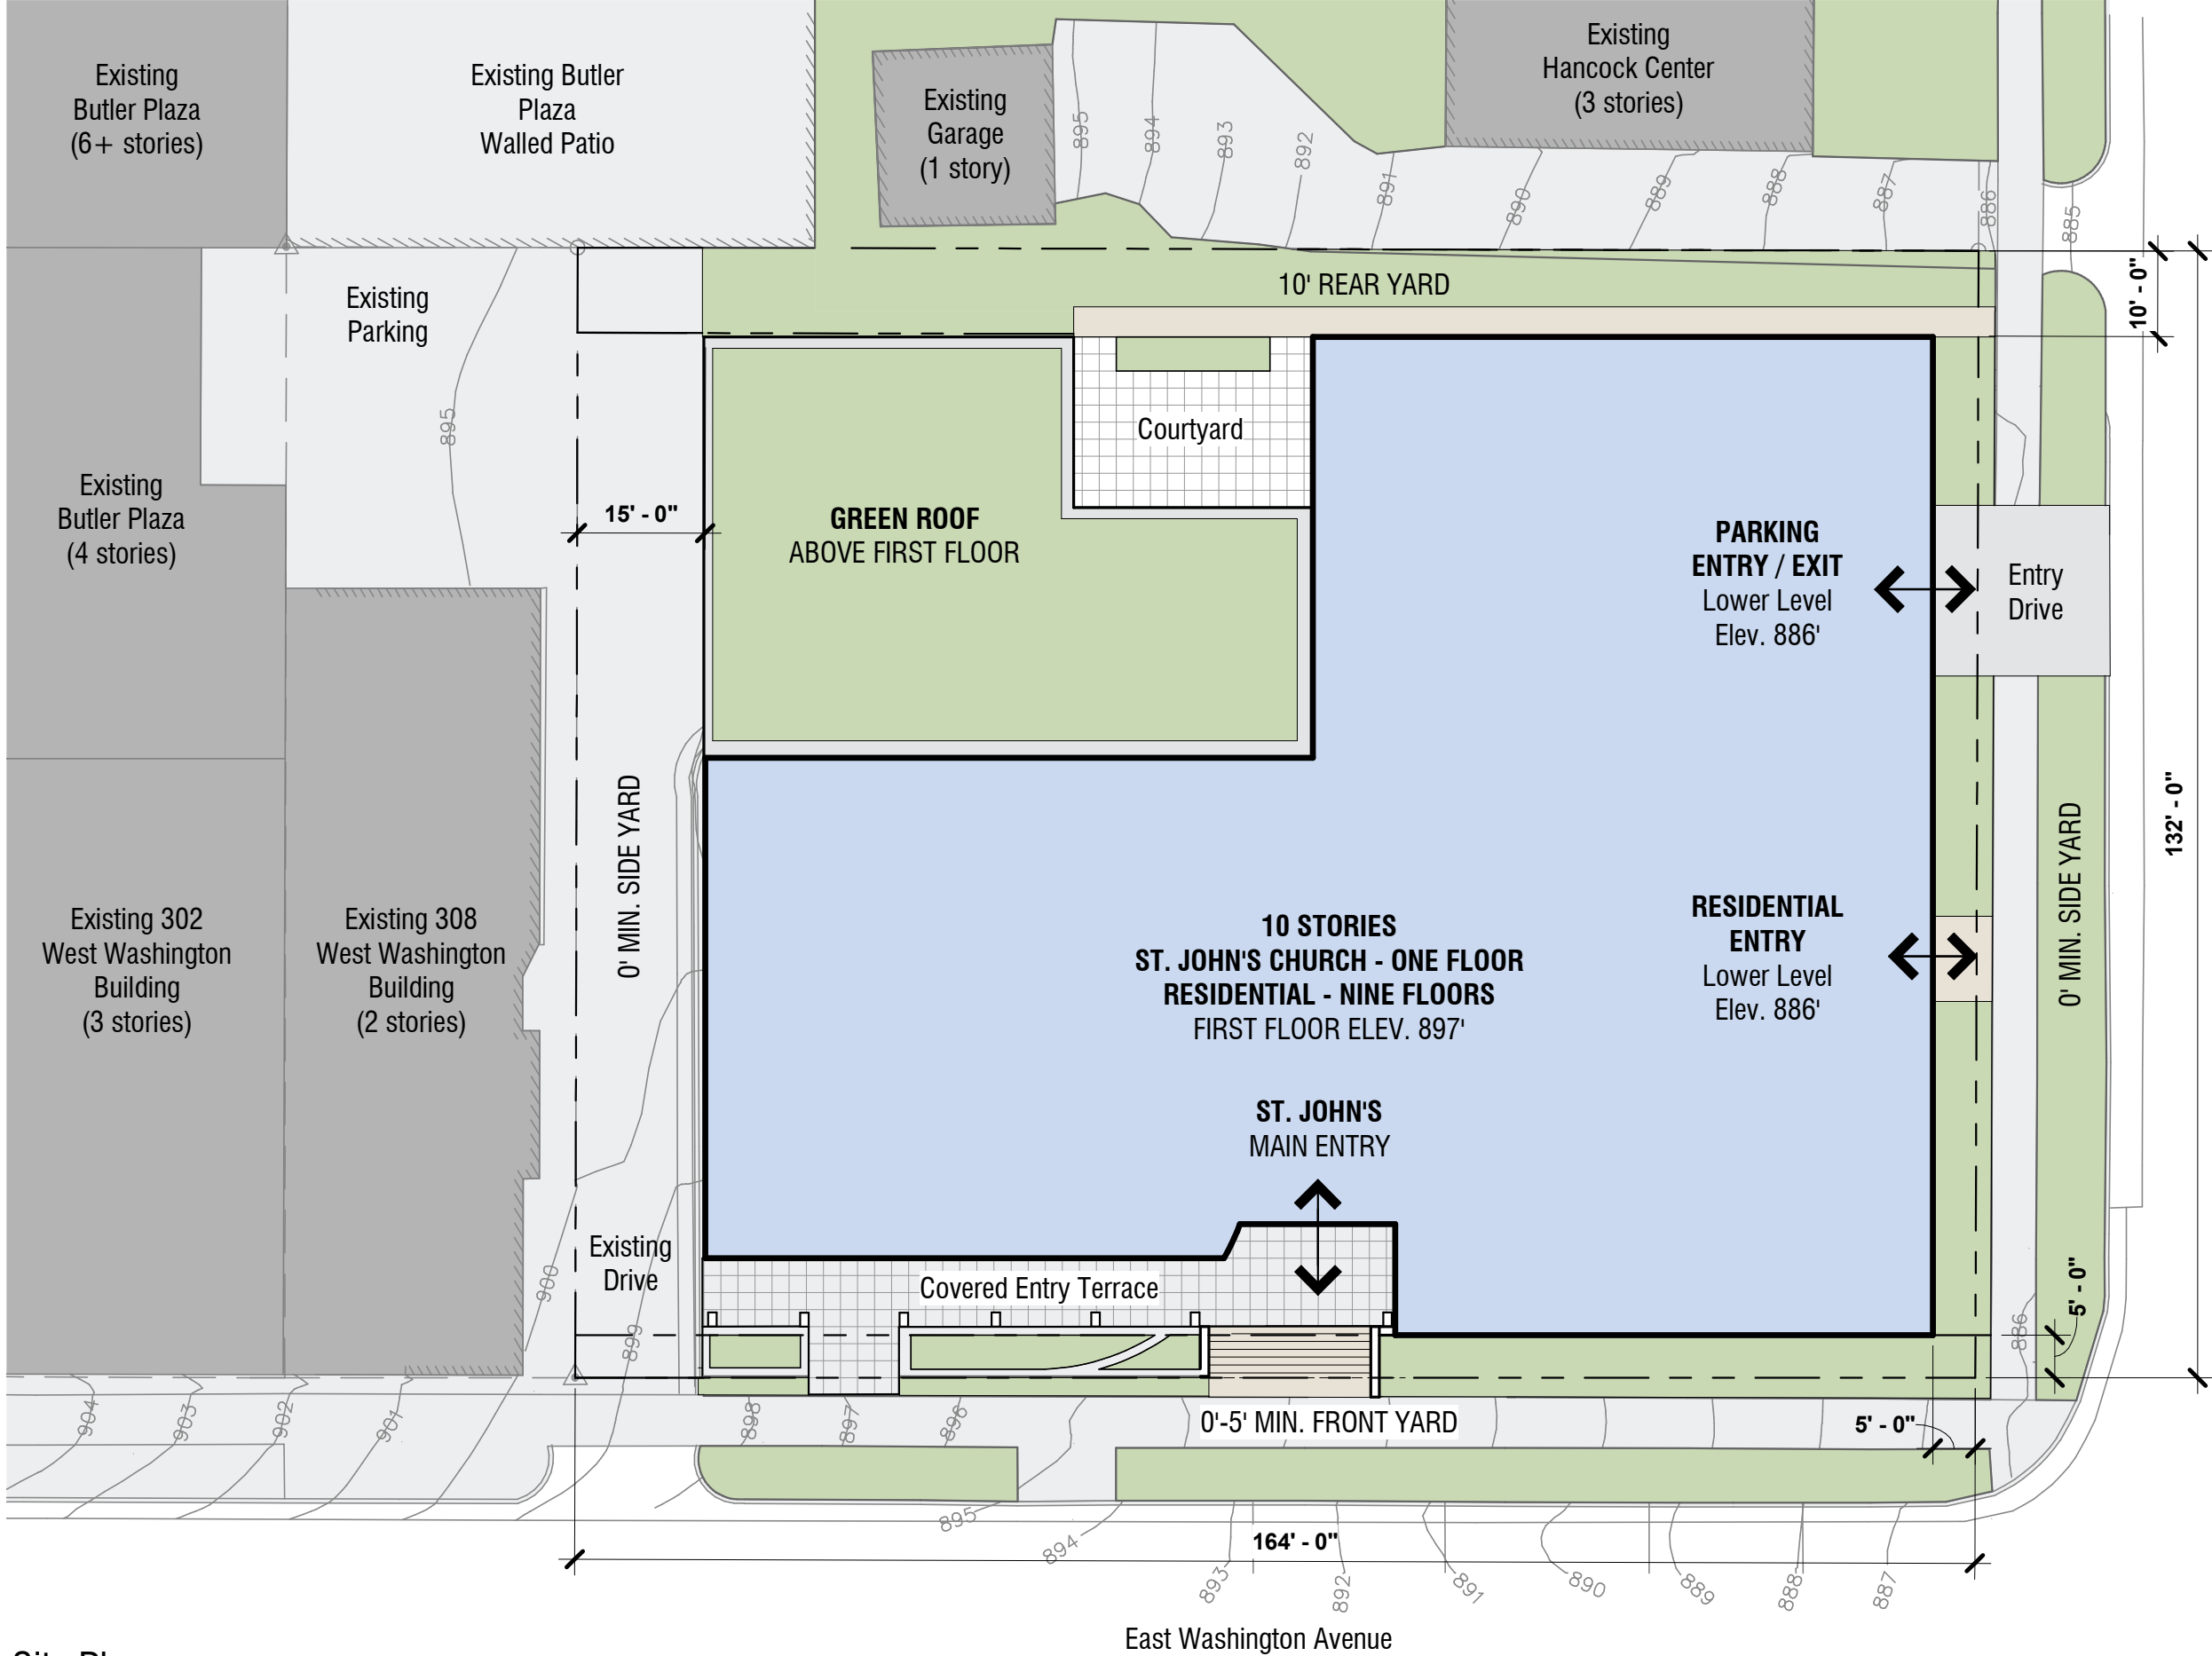 Existing
Butler Plaza
(6+ stories)
Existing Butler
Plaza
Walled Patio
Existing
Garage
(1 story)
Existing
Hancock Center
(3 stories)
895
894
893
892
891
890
889
888
887
886
885
10' REAR YARD
10' - 0"
Existing
Parking
895
Courtyard
Existing
Butler Plaza
(4 stories)
15' - 0"
GREEN ROOF
ABOVE FIRST FLOOR
PARKING
ENTRY / EXIT
Lower Level
Elev. 886'
Entry
Drive
0' MIN. SIDE YARD
132' - 0"
0' MIN. SIDE YARD
Existing 302
West Washington
Building
(3 stories)
Existing 308
West Washington
Building
(2 stories)
10 STORIES
ST. JOHN'S CHURCH - ONE FLOOR
RESIDENTIAL - NINE FLOORS
FIRST FLOOR ELEV. 897'
RESIDENTIAL
ENTRY
Lower Level
Elev. 886'
ST. JOHN'S
MAIN ENTRY
Existing
Drive
900
899
Covered Entry Terrace
886
5' - 0"
904
903
902
901
898
897
896
0'-5' MIN. FRONT YARD
5' - 0"
895
894
164' - 0"
893
892
891
890
889
888
887
East Washington Avenue